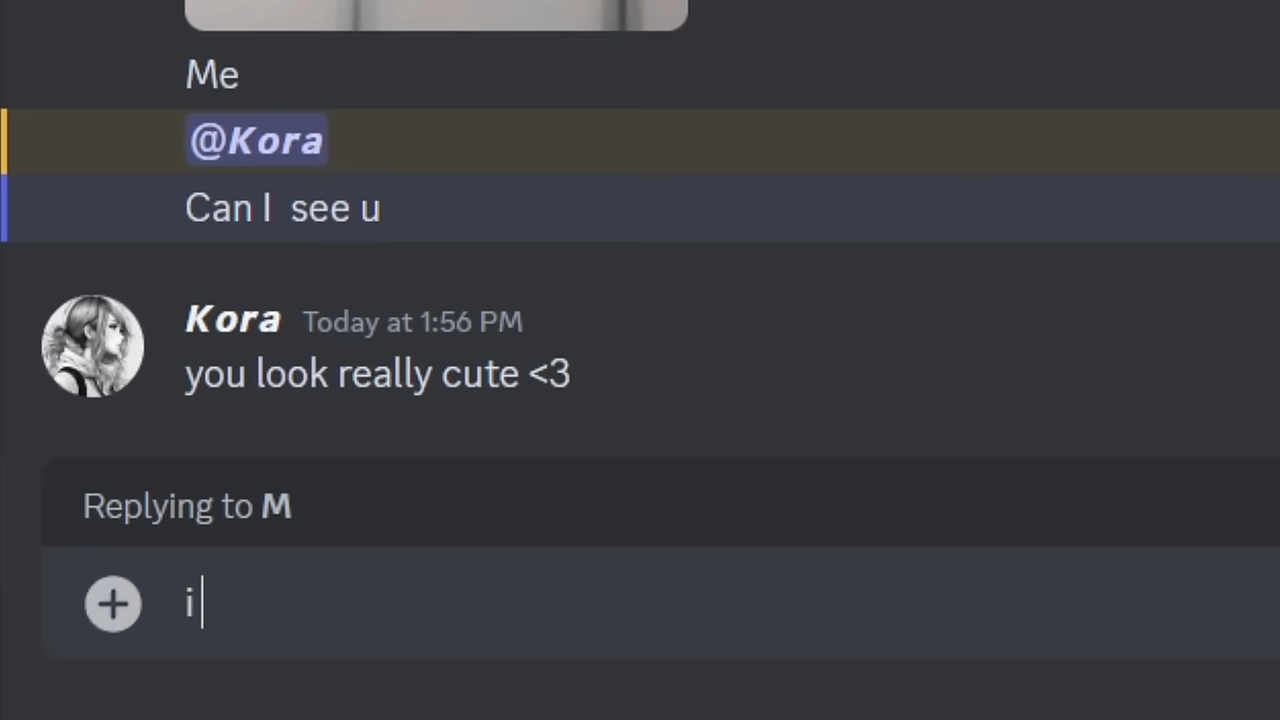 Me
@Kora
Can I  see u
Kora Today at 1:56 PM
you look really cute <3
Replying to M
i